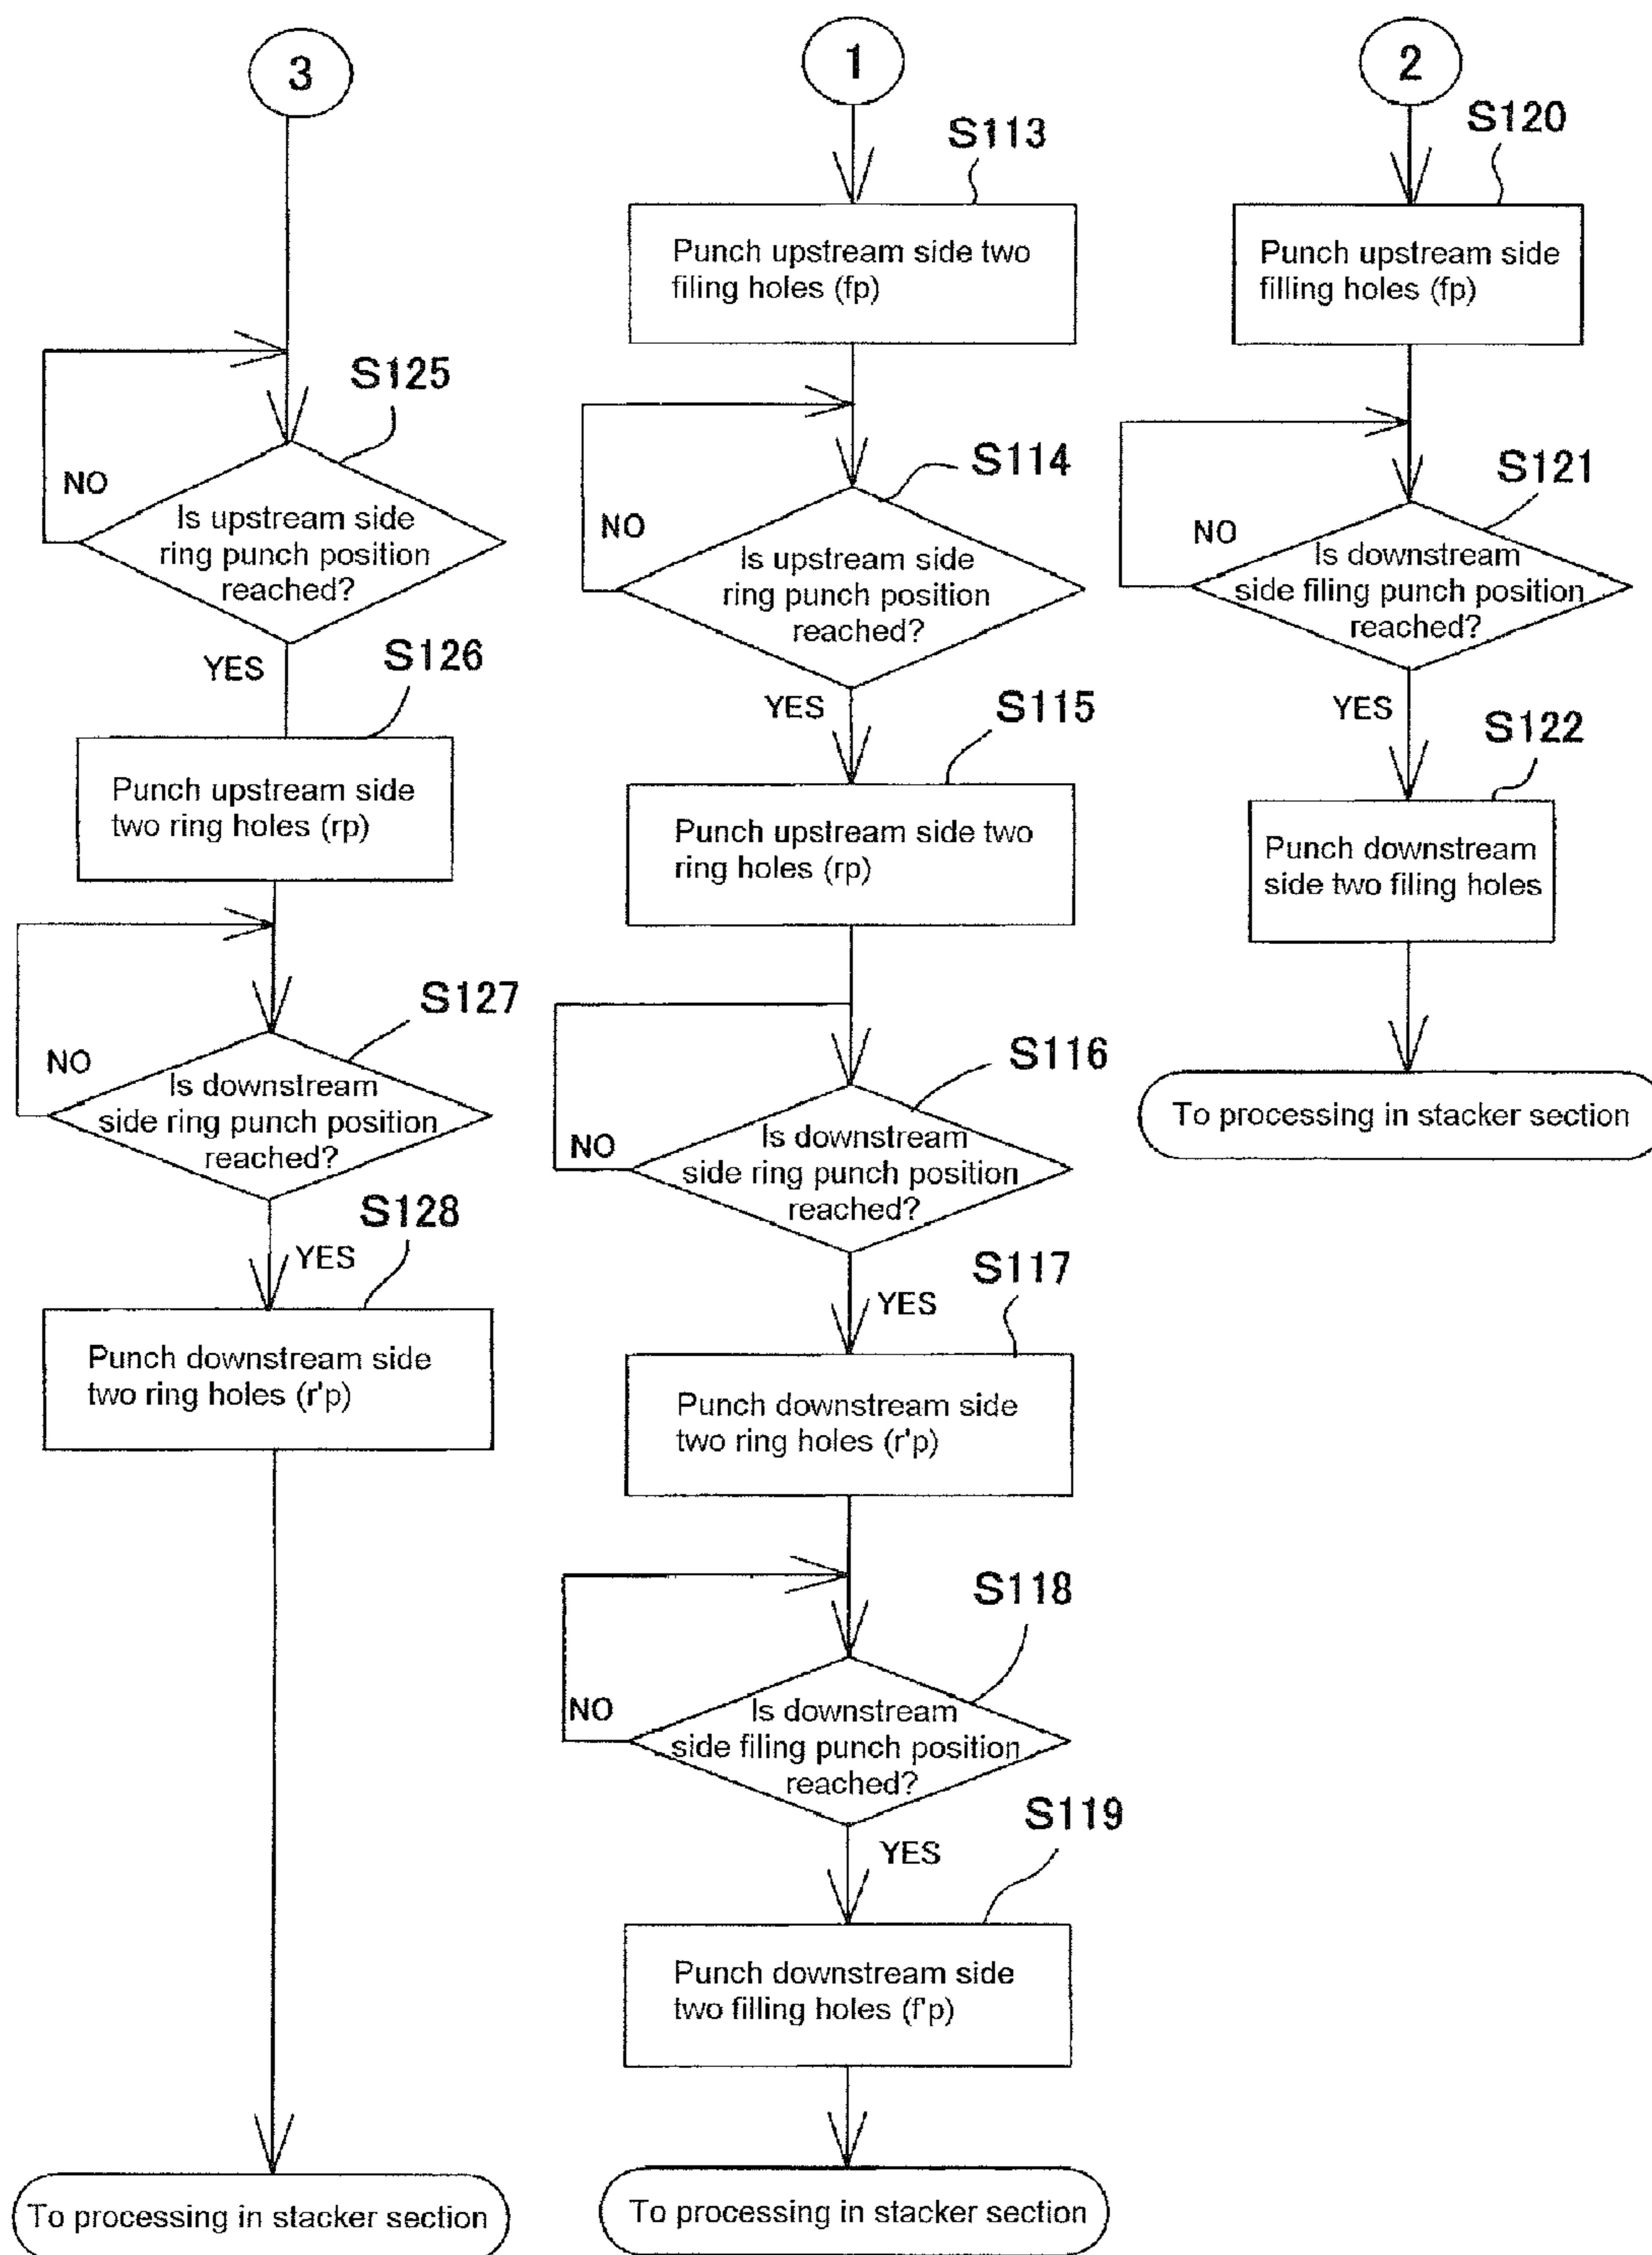 3
S125
NO
Is upstream side
ring punch position
reached?
YES
S126
Punch upstream side
two ring holes (rp)
S127
NO
Is downstream
side ring punch position
reached?
S128
YES
Punch downstream side
two ring holes (r'p)
To processing in stacker section
1
S113
Punch upstream side two
filing holes (fp)
S114
NO
Is upstream side
ring punch position
reached?
YES
S115
Punch upstream side two
ring holes (rp)
S116
NO
Is downstream
side ring punch position
reached?
S117
YES
Punch downstream side
two ring holes (r'p)
S118
NO
Is downstream
side filing punch position
reached?
S119
YES
Punch downstream side
two filling holes (f'p)
To processing in stacker section
2
S120
Punch upstream side
filling holes (fp)
S121
NO
Is downstream
side filing punch position
reached?
YES
S122
Punch downstream
side two filing holes
To processing in stacker section